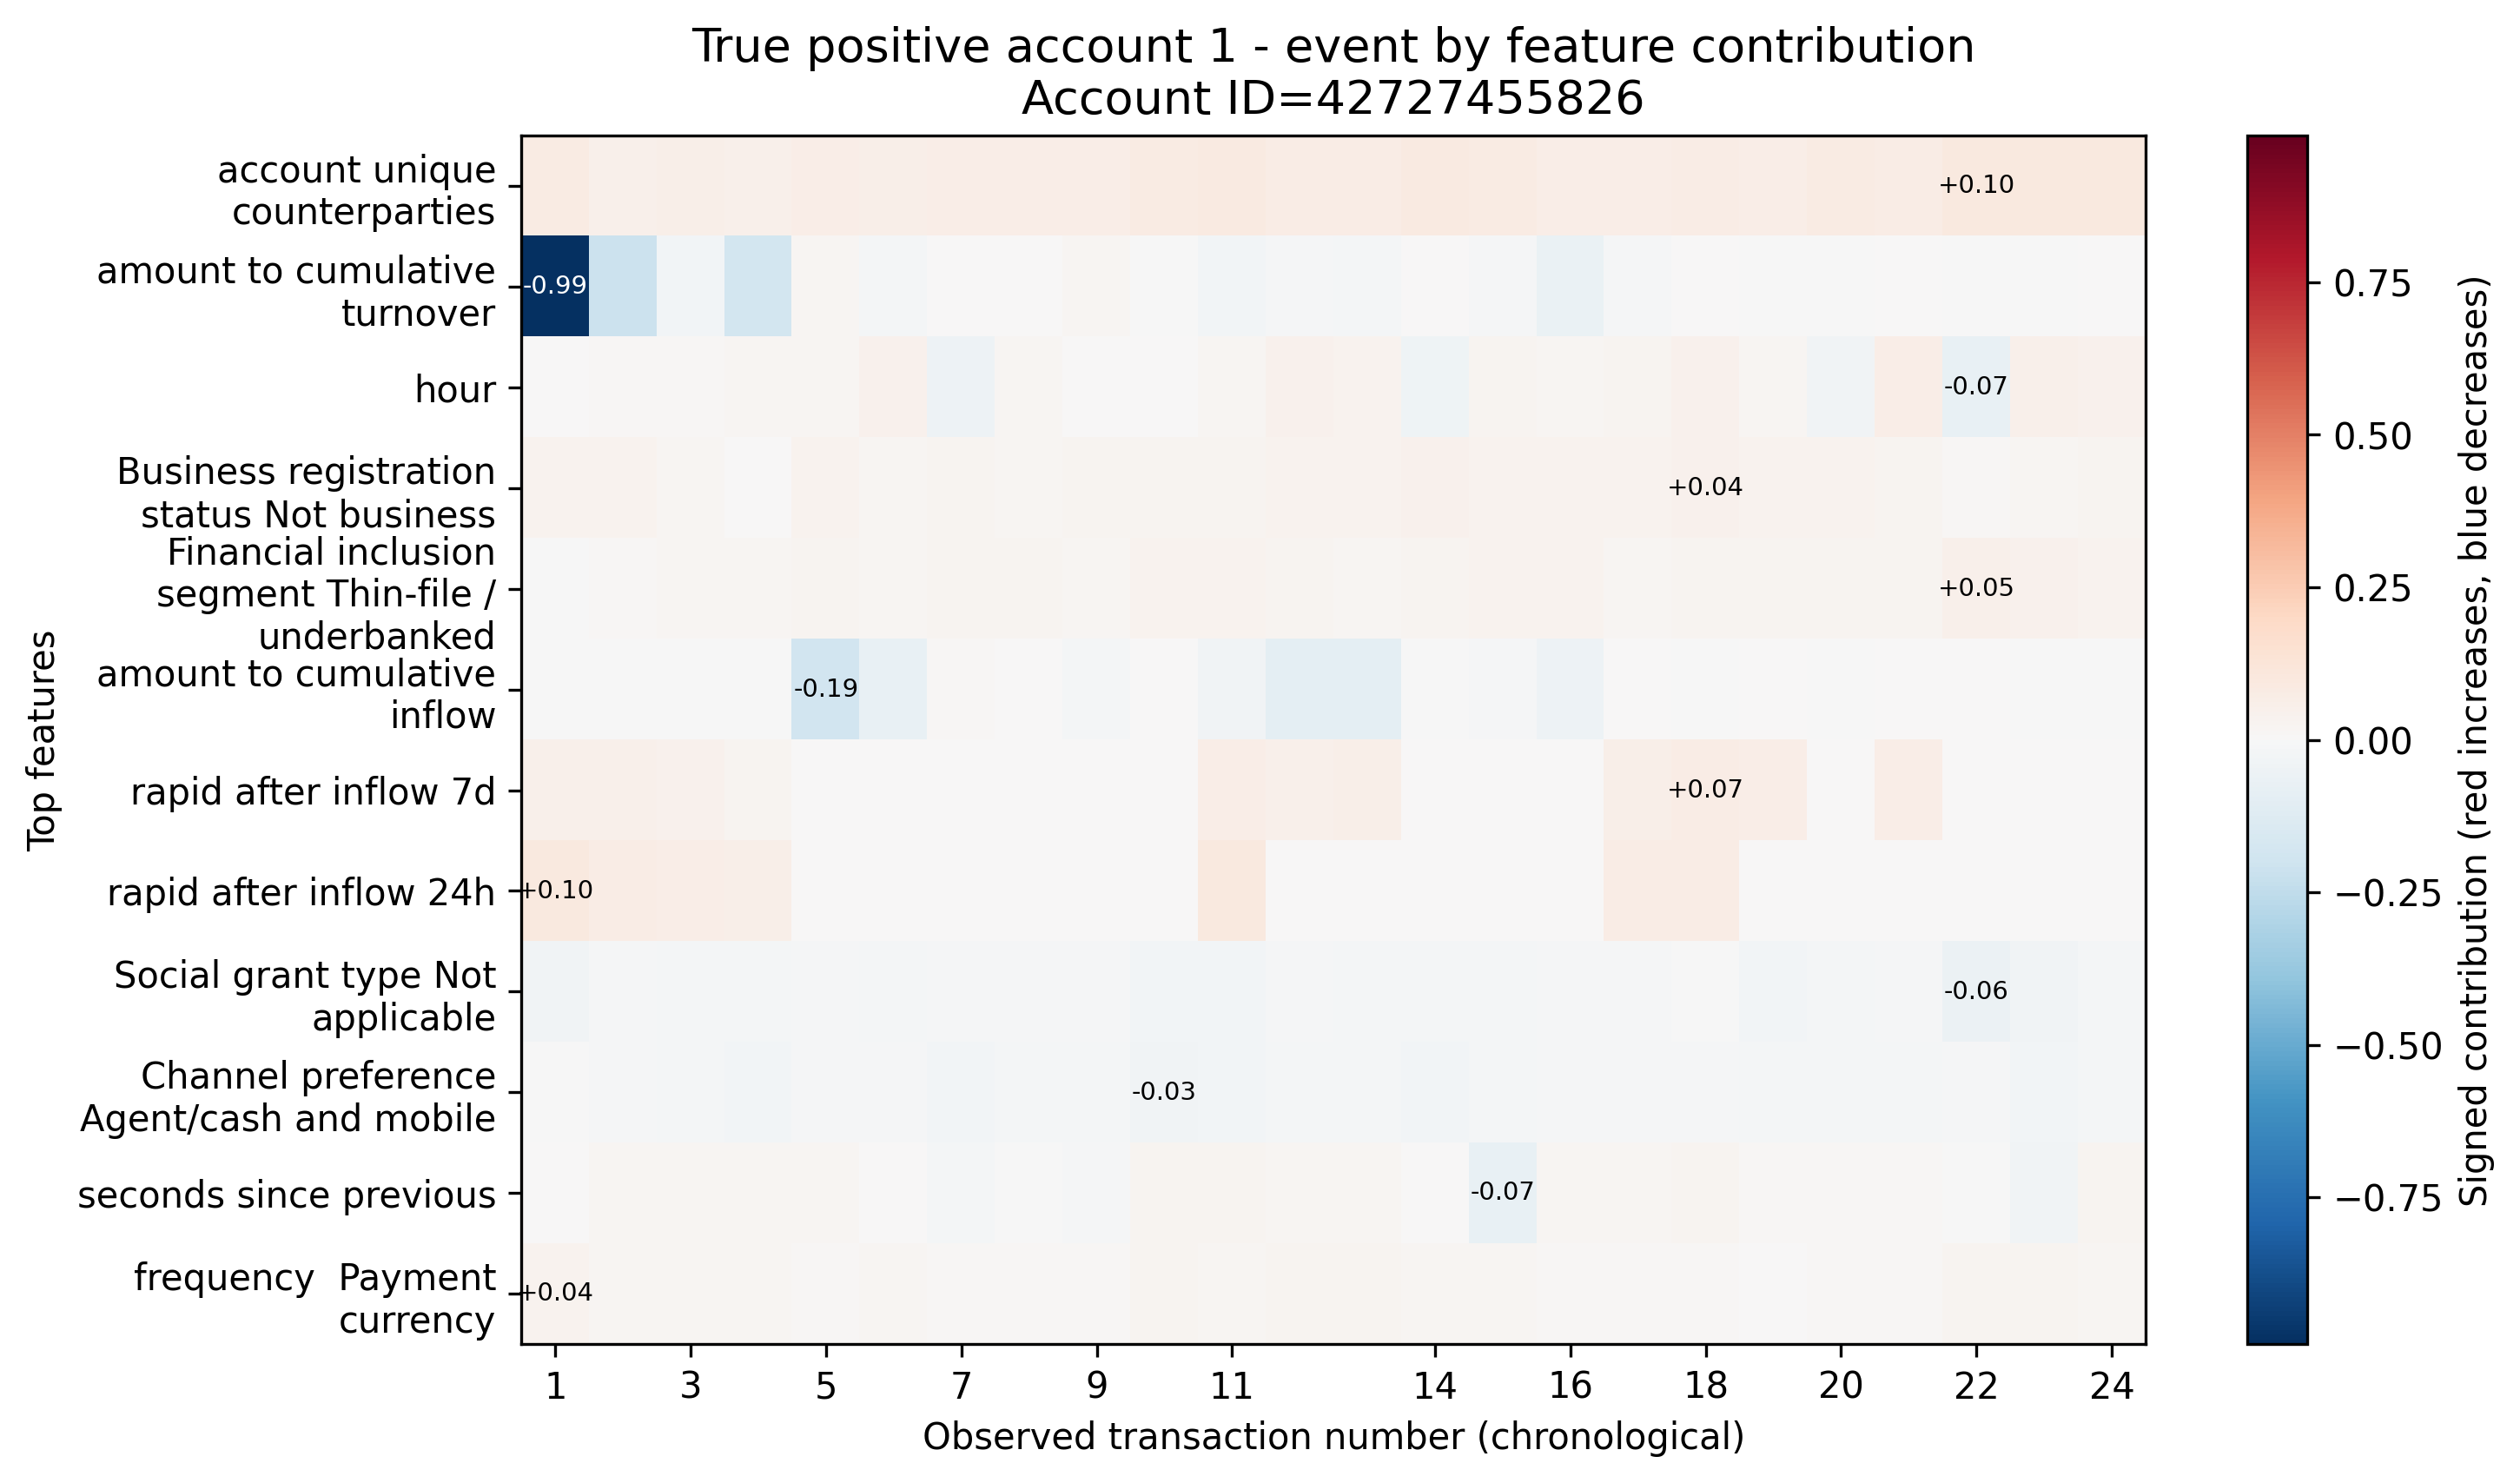 True positive account 1 - event by feature contribution
Account ID=42727455826
Top features
account unique
counterparties
amount to cumulative
turnover
hour
Business registration
status Not business
Financial inclusion
segment Thin-file /
underbanked
amount to cumulative
inflow
rapid after inflow 7d
rapid after inflow 24h
Social grant type Not
applicable
Channel preference
Agent/cash and mobile
seconds since previous
frequency  Payment
currency
+0.10
-0.99
-0.07
+0.04
+0.05
-0.19
+0.07
+0.10
-0.06
-0.03
-0.07
+0.04
1 3 5 7 9 11 14 16 18 20 22 24
Observed transaction number (chronological)
0.75
0.50
0.25
0.00
−0.25
−0.50
−0.75
Signed contribution (red increases, blue decreases)